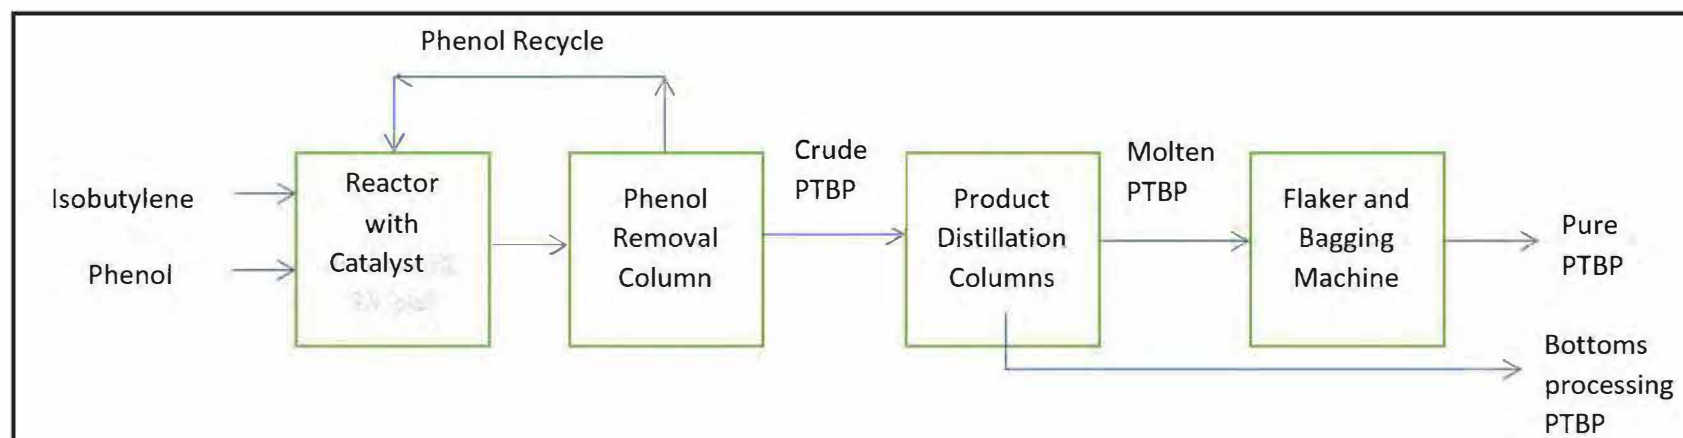 Phenol Recycle
Isobutylene
Phenol
Reactor
with
Catalyst
Phenol
Removal
Column
Crude
PTBP
Product
Distillation
Columns
Molten
PTBP
Flaker and
Bagging
Machine
Pure
PTBP
Bottoms
processing
PTBP